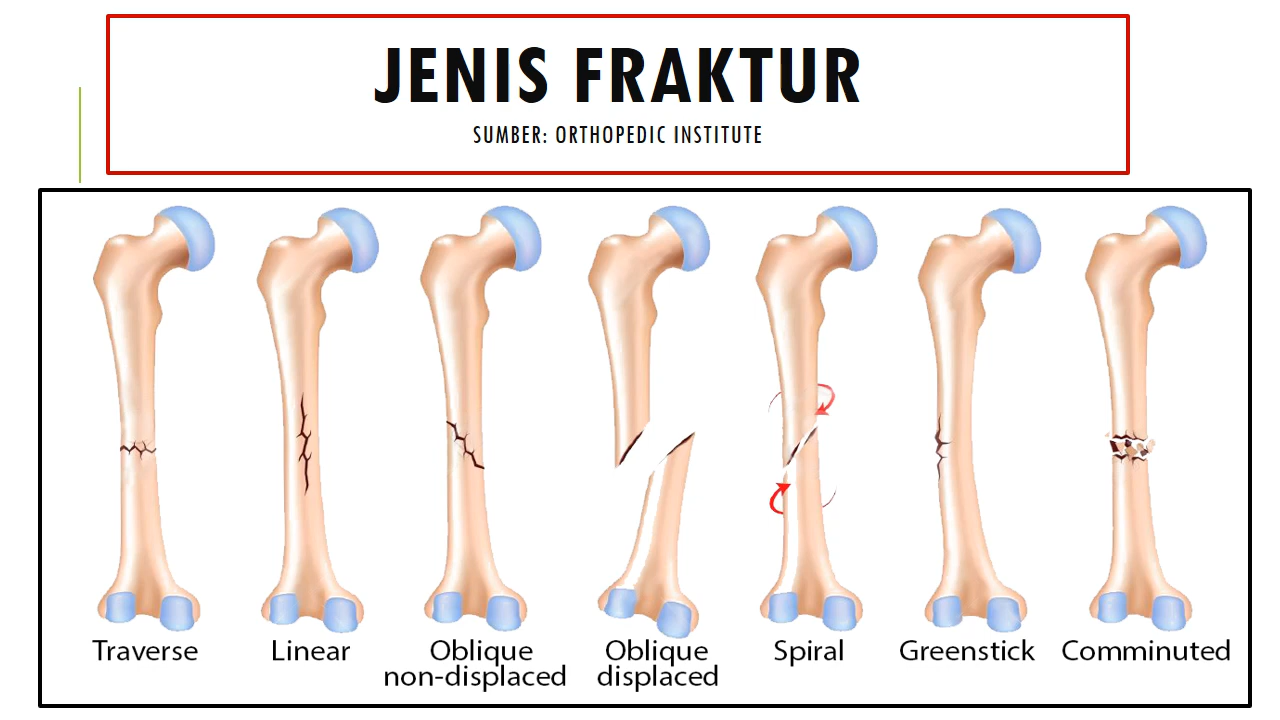 JENIS FRAKTUR
SUMBER: ORTHOPEDIC INSTITUTE
Traverse
Linear
Oblique
non-displaced
Oblique
displaced
Spiral
Greenstick
Comminuted